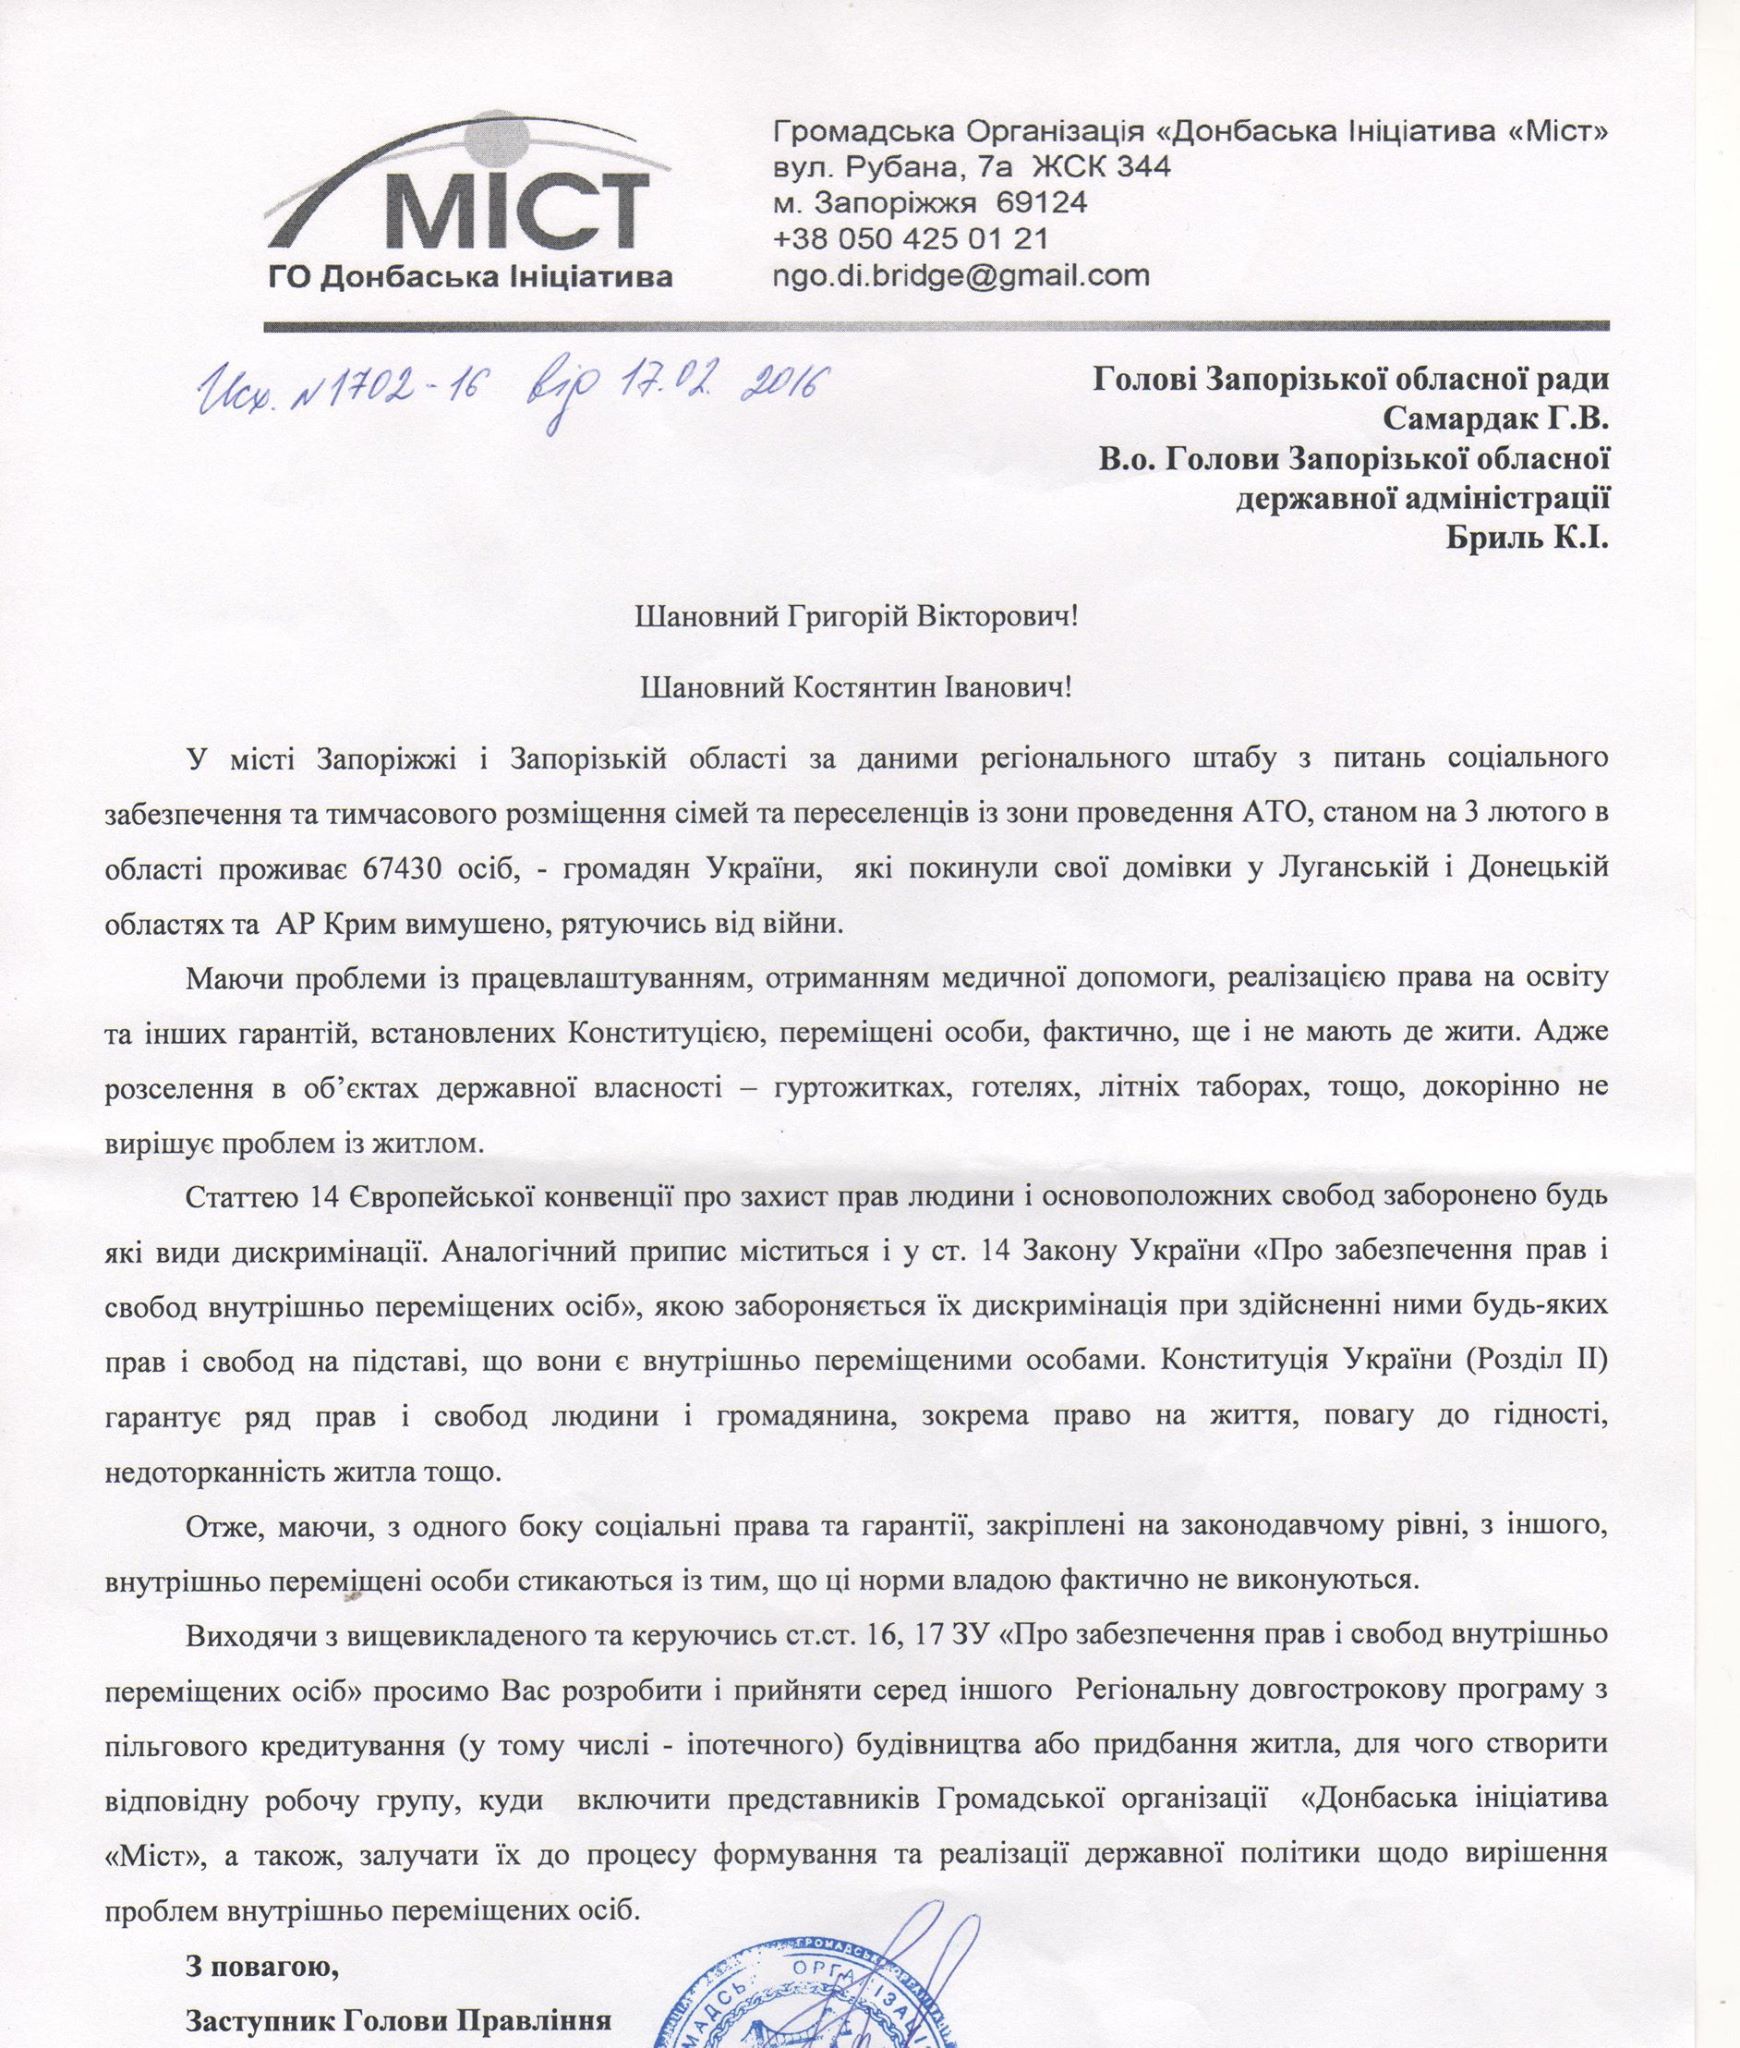 МІСТ
ГО Донбаська Ініціатива
Громадська Організація «Донбаська Ініціатива «Міст»
вул. Рубана, 7а ЖСК 344
м. Запоріжжя 69124
+38 050 425 01 21
ngo.di.bridge@gmail.com
Исх. N1702-16 від 17.02. 2016
Голові Запорізької обласної ради
Самардак Г.В.
В.о. Голови Запорізької обласної
державної адміністрації
Бриль К.І.
Шановний Григорій Вікторович!
Шановний Костянтин Іванович!
У місті Запоріжжі і Запорізькій області за даними регіонального штабу з питань соціального
забезпечення та тимчасового розміщення сімей та переселенців із зони проведення АТО, станом на 3 лютого в
області проживає 67430 осіб, - громадян України, які покинули свої домівки у Луганській і Донецькій
областях та АР Крим вимушено, рятуючись від війни.
Маючи проблеми із працевлаштуванням, отриманням медичної допомоги, реалізацією права на освіту
та інших гарантій, встановлених Конституцією, переміщені особи, фактично, ще і не мають де жити. Адже
розселення в об’єктах державної власності – гуртожитках, готелях, літніх таборах, тощо, докорінно не
вирішує проблем із житлом.
Статтею 14 Європейської конвенції про захист прав людини і основоположних свобод заборонено будь
які види дискримінації. Аналогічний припис міститься і у ст. 14 Закону України «Про забезпечення прав і
свобод внутрішньо переміщених осіб», якою забороняється їх дискримінація при здійсненні ними будь-яких
прав і свобод на підставі, що вони є внутрішньо переміщеними особами. Конституція України (Розділ ІІ)
гарантує ряд прав і свобод людини і громадянина, зокрема право на життя, повагу до гідності,
недоторканність житла тощо.
Отже, маючи, з одного боку соціальні права та гарантії, закріплені на законодавчому рівні, з іншого,
внутрішньо переміщені особи стикаються із тим, що ці норми владою фактично не виконуються.
Виходячи з вищевикладеного та керуючись ст.ст. 16, 17 ЗУ «Про забезпечення прав і свобод внутрішньо
переміщених осіб» просимо Вас розробити і прийняти серед іншого Регіональну довгострокову програму з
пільгового кредитування (у тому числі - іпотечного) будівництва або придбання житла, для чого створити
відповідну робочу групу, куди включити представників Громадської організації «Донбаська ініціатива
«Міст», а також, залучати їх до процесу формування та реалізації державної політики щодо вирішення
проблем внутрішньо переміщених осіб.
З повагою,
Заступник Голови Правління